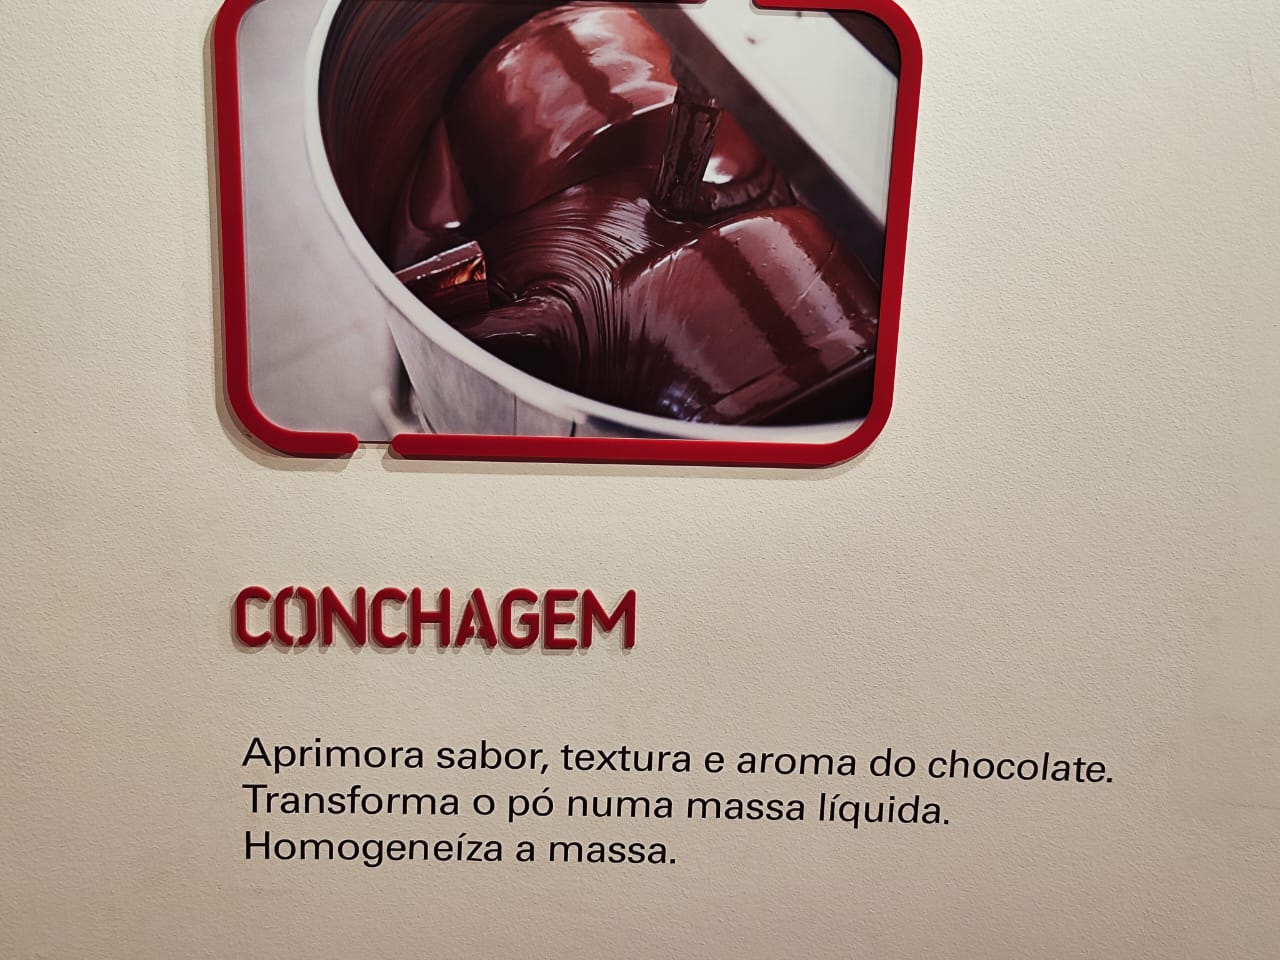 CONCHAGEM
Aprimora sabor, textura e aroma do chocolate.
Transforma o pó numa massa líquida.
Homogeneíza a massa.